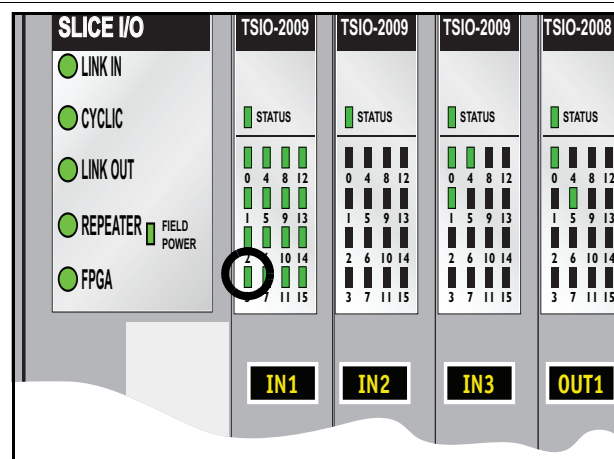 SLICE I/O
LINK IN
CYCLIC
LINK OUT
REPEATER
FIELD
POWER
FPGA
TSIO-2009
STATUS
0 4 8 12
1 5 9 13
2 6 10 14
7 11 15
IN1
TSIO-2009
STATUS
0 4 8 12
1 5 9 13
2 6 10 14
3 7 11 15
IN2
TSIO-2009
STATUS
0 4 8 12
1 5 9 13
2 6 10 14
3 7 11 15
IN3
TSIO-2008
STATUS
0 4 8 12
1 5 9 13
2 6 10 14
3 7 11 15
OUT1